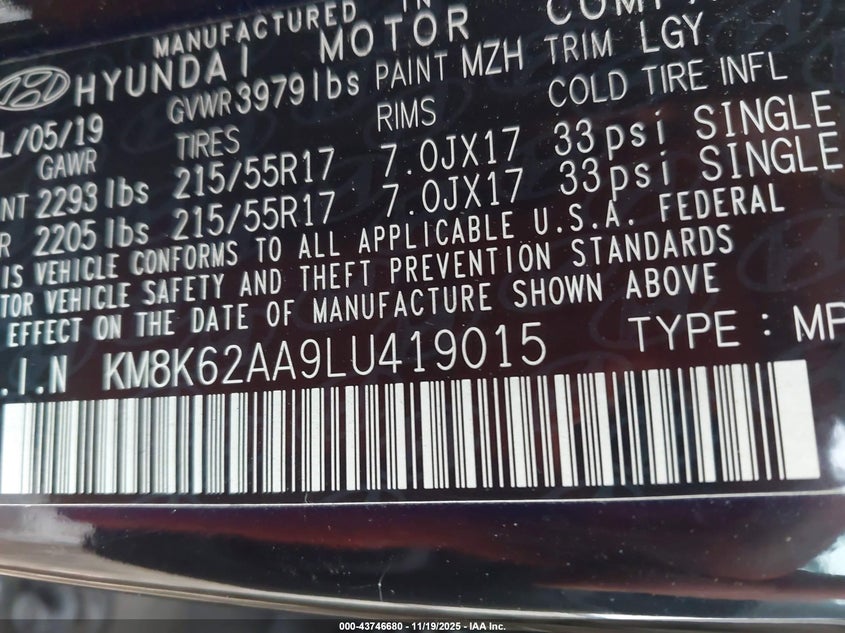 MANUFACTURED IN
HYUNDAI MOTOR
GVWR 3979 lbs PAINT MZH TRIM LGY
/05/19
GAWR TIRES RIMS COLD TIRE INFL
NT 2293 lbs 215/55R17 7.0JX17 33psi SINGLE
R 2205 lbs 215/55R17 7.0JX17 33psi SINGLE
IS VEHICLE CONFORMS TO ALL APPLICABLE U.S.A. FEDERAL
TOR VEHICLE SAFETY AND THEFT PREVENTION STANDARDS
EFFECT ON THE DATE OF MANUFACTURE SHOWN ABOVE
.I.N KM8K62AA9LU419015 TYPE : MP
000-43746680 - 11/19/2025 - IAA Inc.